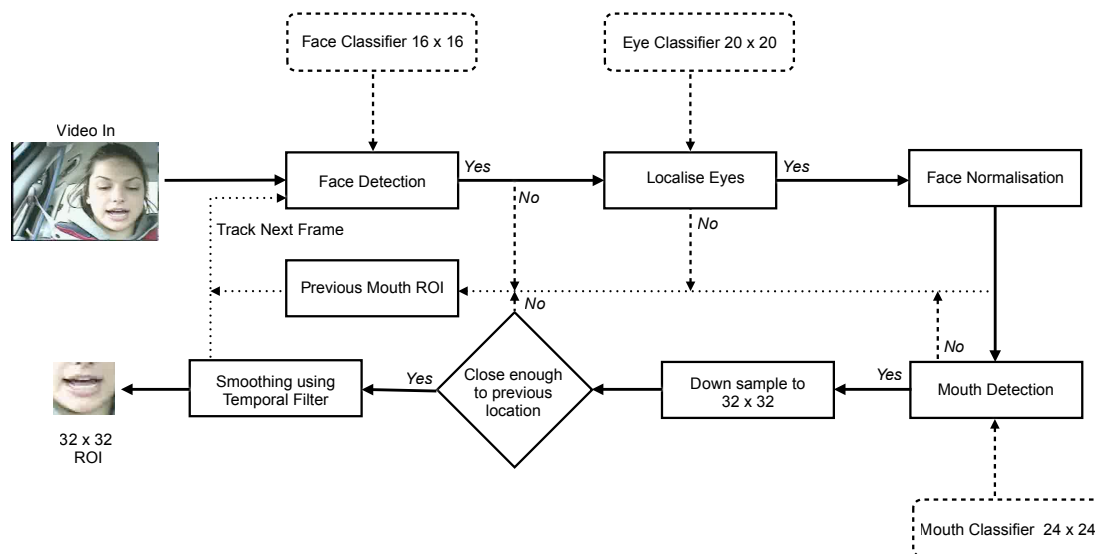 Face Classifier 16 x 16
Eye Classifier 20 x 20
Video In
Face Detection
Yes
Localise Eyes
Yes
Face Normalisation
No
No
Track Next Frame
Previous Mouth ROI
No
No
Smoothing using
Temporal Filter
Yes
Close enough
to previous
location
Down sample to
32 x 32
Yes
Mouth Detection
32 x 32
ROI
Mouth Classifier 24 x 24